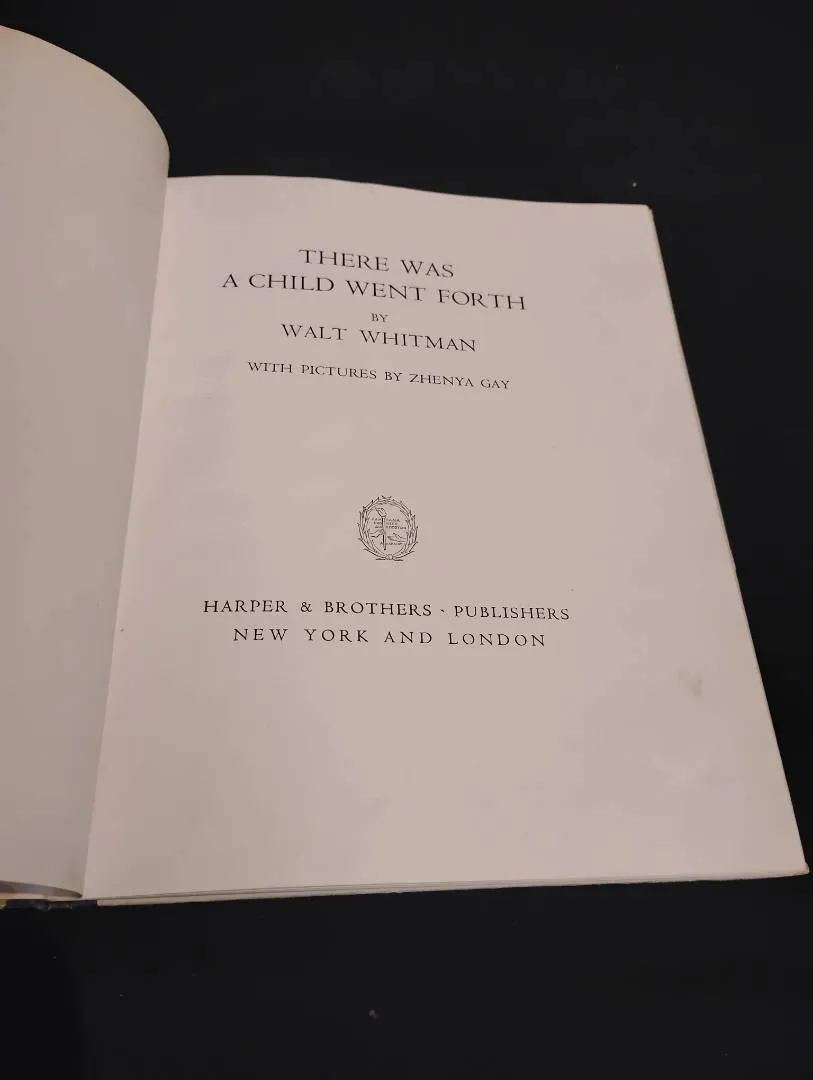 THERE WAS
A CHILD WENT FORTH
BY
WALT WHITMAN
WITH PICTURES BY ZHENYA GAY
HARPER & BROTHERS · PUBLISHERS
NEW YORK AND LONDON